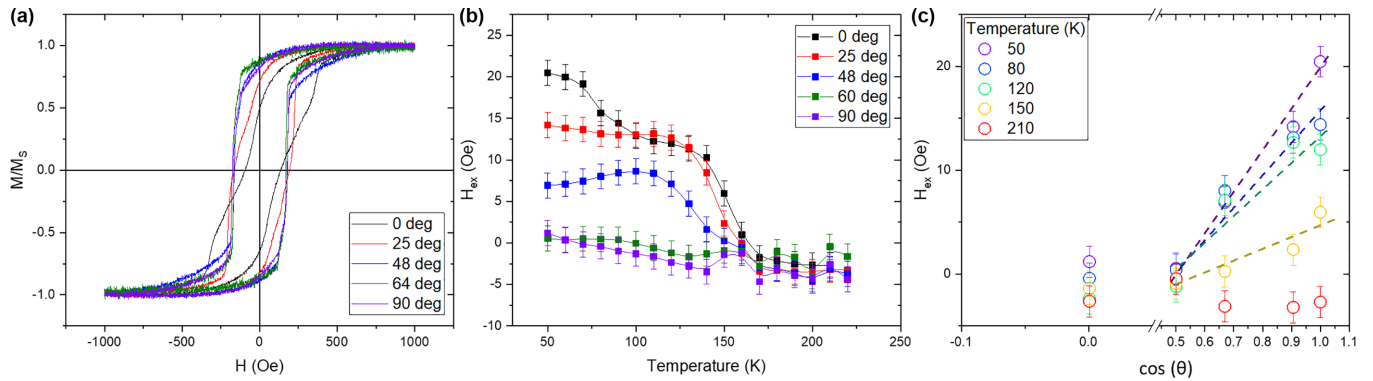 (a)
M/MS
1.0
0.5
0.0
-0.5
-1.0
-1000
-500
0
500
1000
H (Oe)
0 deg
25 deg
48 deg
64 deg
90 deg
(b)
Hex (Oe)
25
20
15
10
5
0
-5
-10
50
75
100
125
150
175
200
225
Temperature (K)
0 deg
25 deg
48 deg
60 deg
90 deg
(c)
Hex (Oe)
20
10
0
-0.1
0.0
0.5
0.6
0.7
0.8
0.9
1.0
1.1
cos (θ)
Temperature (K)
50
80
120
150
210